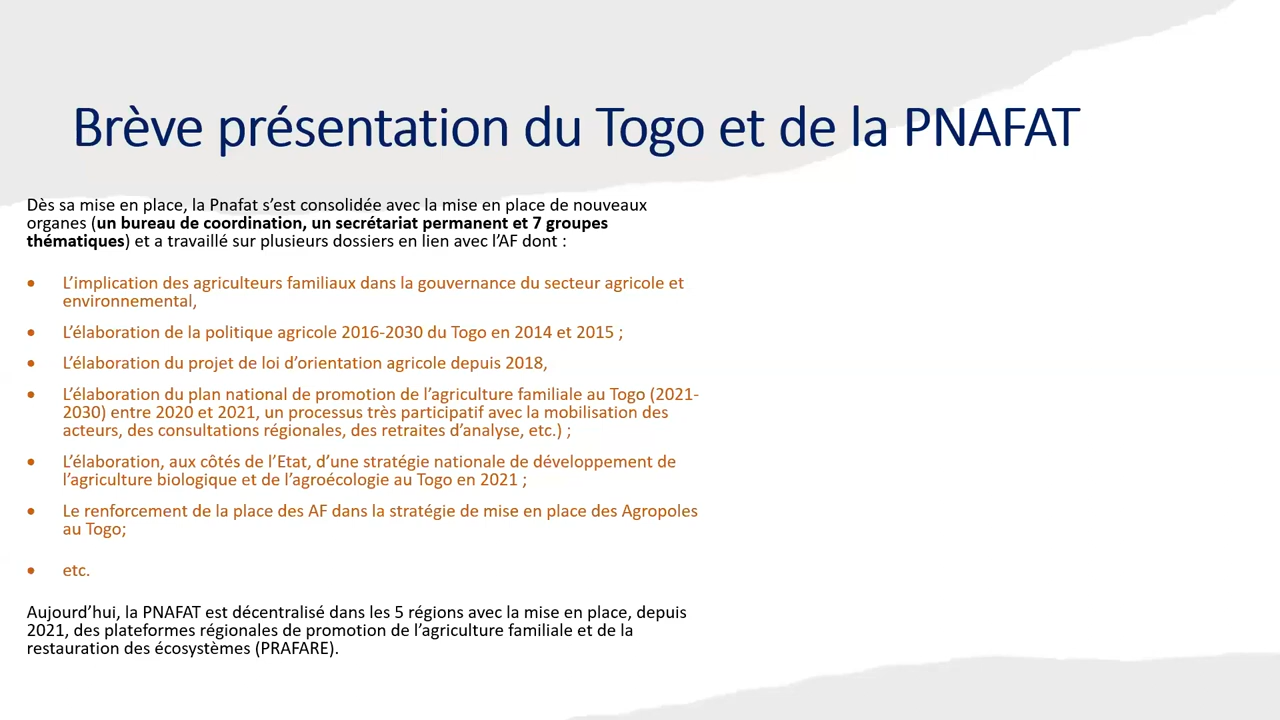 Brève présentation du Togo et de la PNAFAT
Dès sa mise en place, la Pnafat s’est consolidée avec la mise en place de nouveaux
organes (un bureau de coordination, un secrétariat permanent et 7 groupes
thématiques) et a travaillé sur plusieurs dossiers en lien avec l’AF dont :
• L’implication des agriculteurs familiaux dans la gouvernance du secteur agricole et
environnemental,
• L’élaboration de la politique agricole 2016-2030 du Togo en 2014 et 2015 ;
• L’élaboration du projet de loi d’orientation agricole depuis 2018,
• L’élaboration du plan national de promotion de l’agriculture familiale au Togo (2021-
2030) entre 2020 et 2021, un processus très participatif avec la mobilisation des
acteurs, des consultations régionales, des retraites d’analyse, etc.) ;
• L’élaboration, aux côtés de l’Etat, d’une stratégie nationale de développement de
l’agriculture biologique et de l’agroécologie au Togo en 2021 ;
• Le renforcement de la place des AF dans la stratégie de mise en place des Agropoles
au Togo;
• etc.
Aujourd’hui, la PNAFAT est décentralisé dans les 5 régions avec la mise en place, depuis
2021, des plateformes régionales de promotion de l’agriculture familiale et de la
restauration des écosystèmes (PRAFARE).